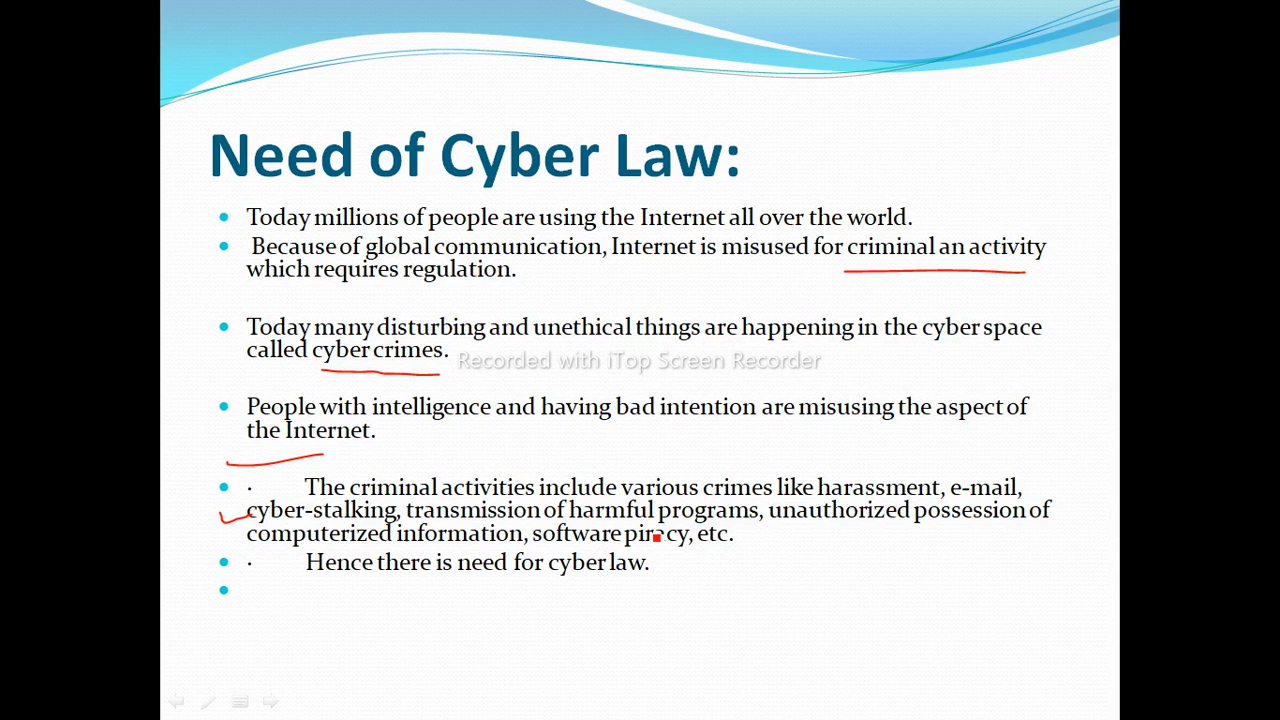 Need of Cyber Law:
Today millions of people are using the Internet all over the world.
Because of global communication, Internet is misused for criminal an activity
which requires regulation.
Today many disturbing and unethical things are happening in the cyber space
called cyber crimes.
Recorded with iTop Screen Recorder
People with intelligence and having bad intention are misusing the aspect of
the Internet.
· The criminal activities include various crimes like harassment, e-mail,
cyber-stalking, transmission of harmful programs, unauthorized possession of
computerized information, software piracy, etc.
· Hence there is need for cyber law.